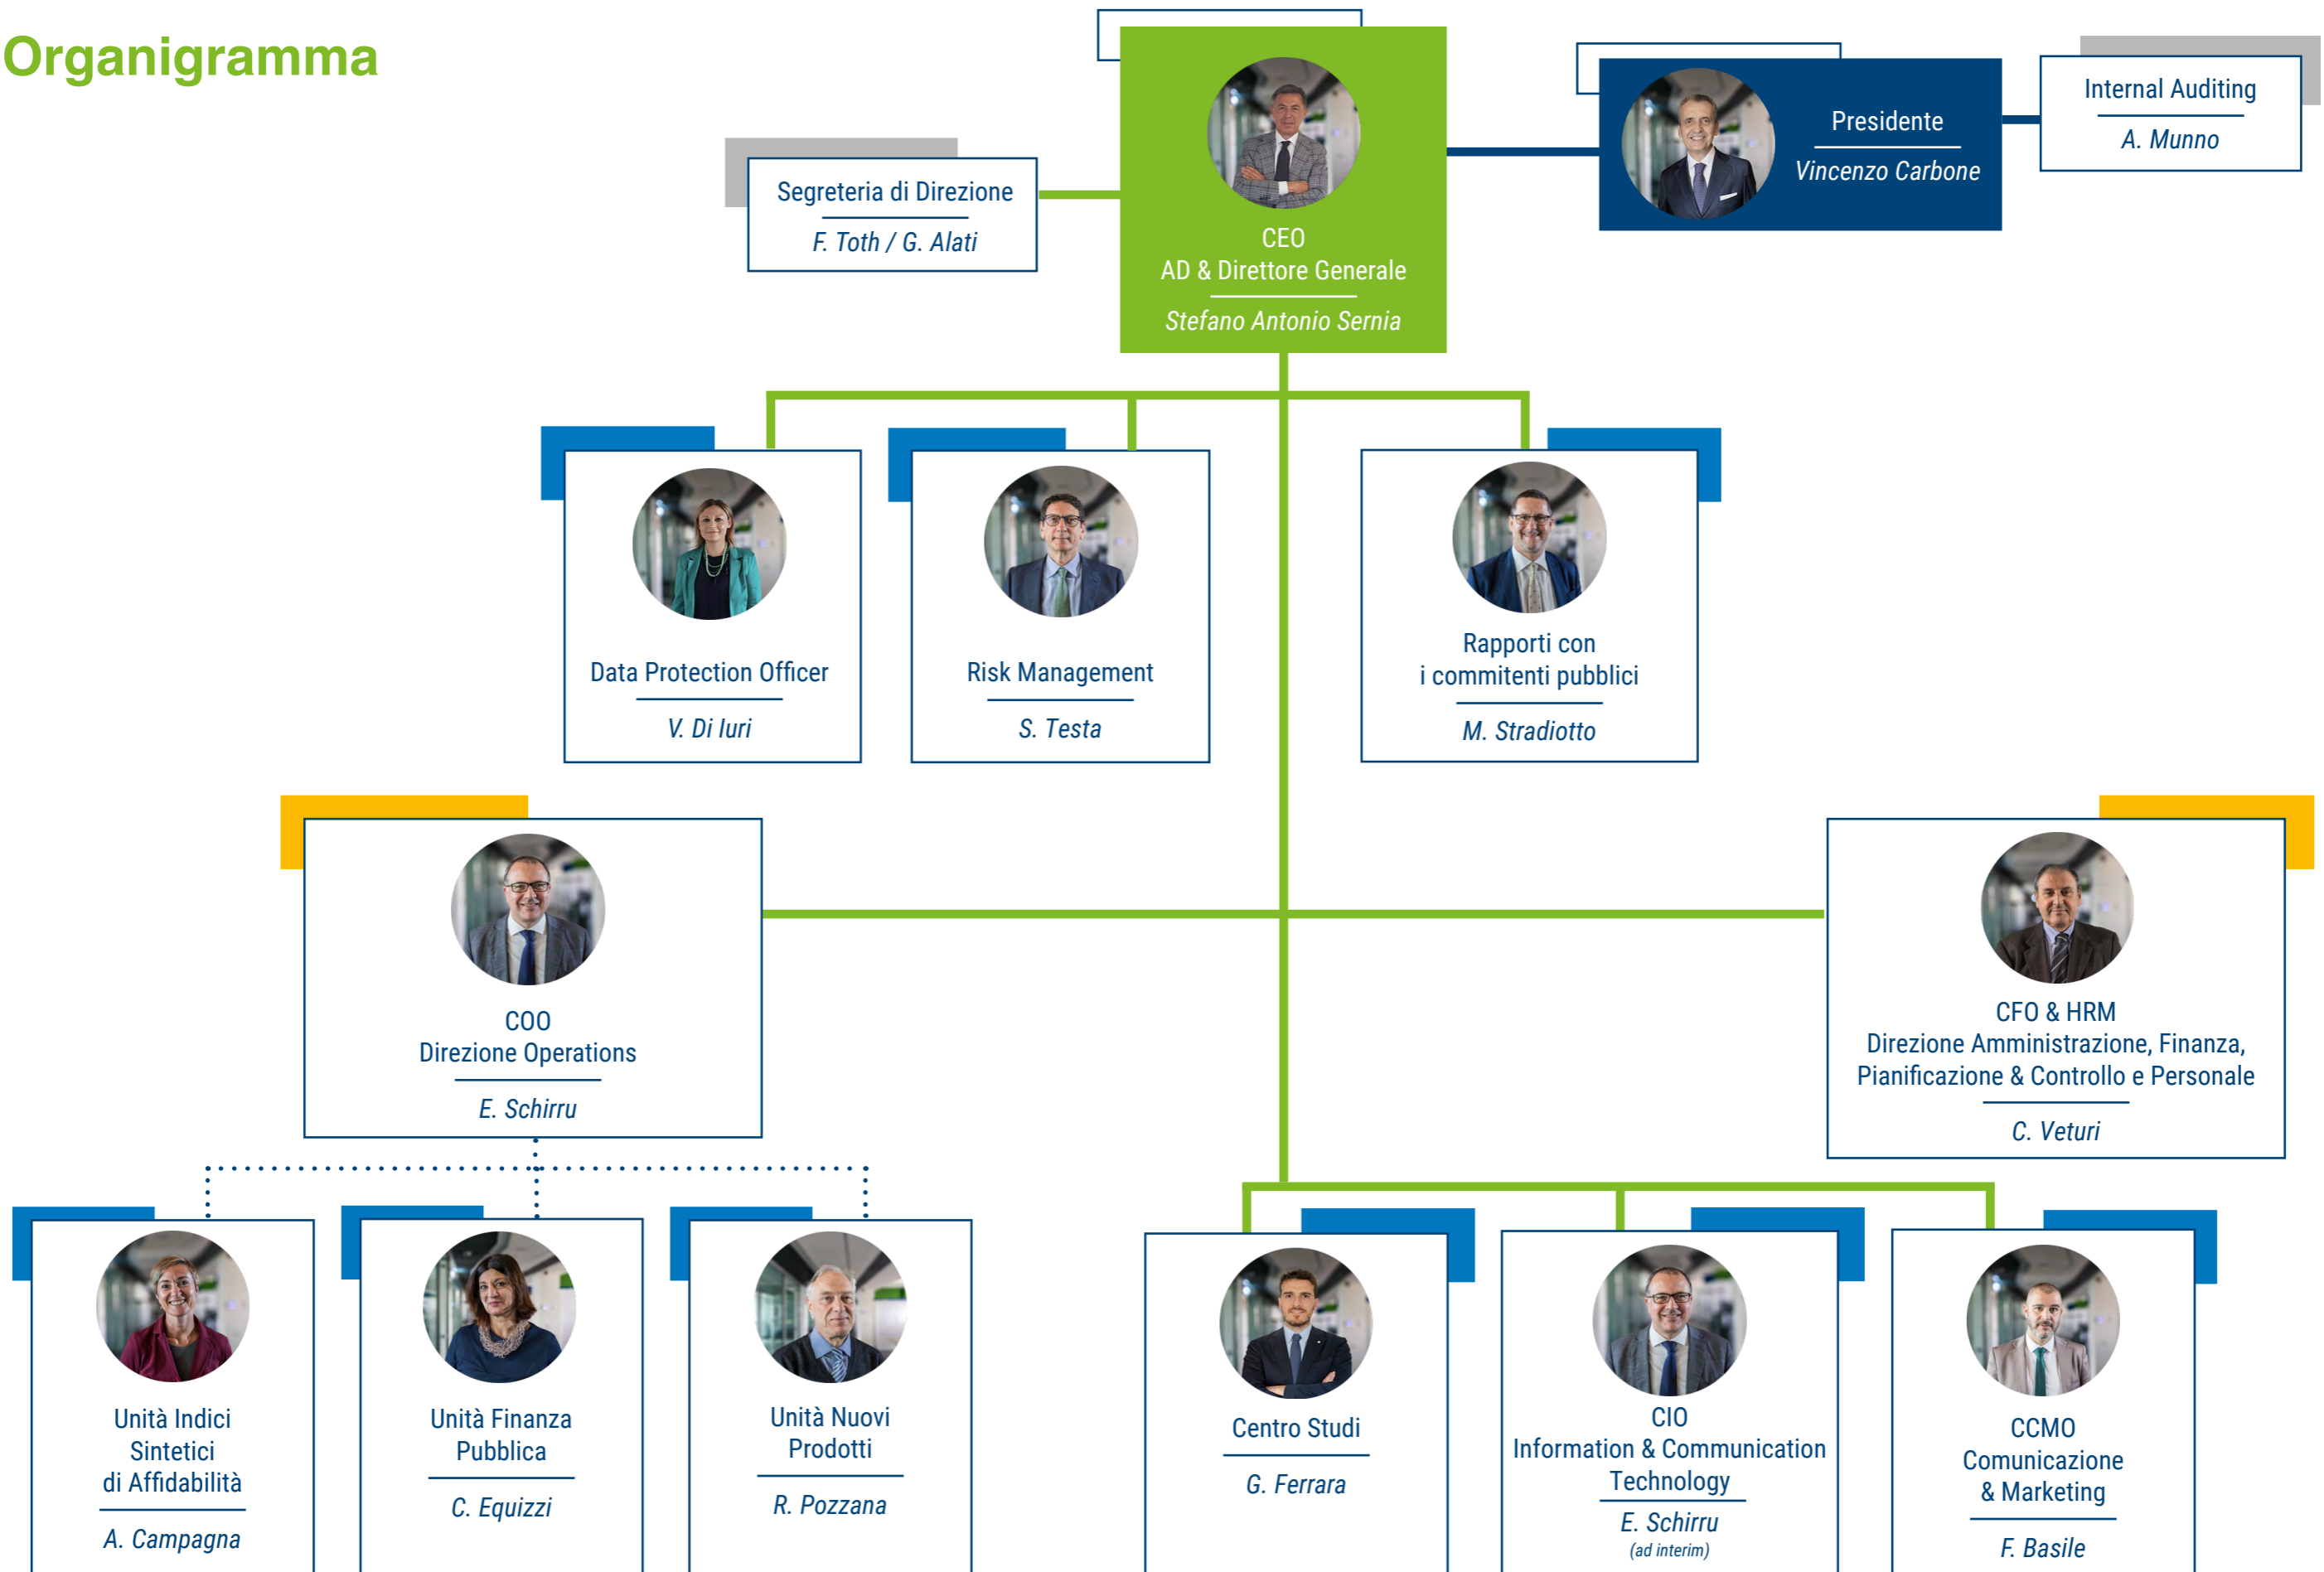 Organigramma
CEO
AD & Direttore Generale
Stefano Antonio Sernia
Presidente
Vincenzo Carbone
Internal Auditing
A. Munno
Segreteria di Direzione
F. Toth / G. Alati
Data Protection Officer
V. Di Iuri
Risk Management
S. Testa
Rapporti con
i commitenti pubblici
M. Stradiotto
COO
Direzione Operations
E. Schirru
CFO & HRM
Direzione Amministrazione, Finanza,
Pianificazione & Controllo e Personale
C. Veturi
Unità Indici
Sintetici
di Affidabilità
A. Campagna
Unità Finanza
Pubblica
C. Equizzi
Unità Nuovi
Prodotti
R. Pozzana
Centro Studi
G. Ferrara
CIO
Information & Communication
Technology
E. Schirru
(ad interim)
CCMO
Comunicazione
& Marketing
F. Basile